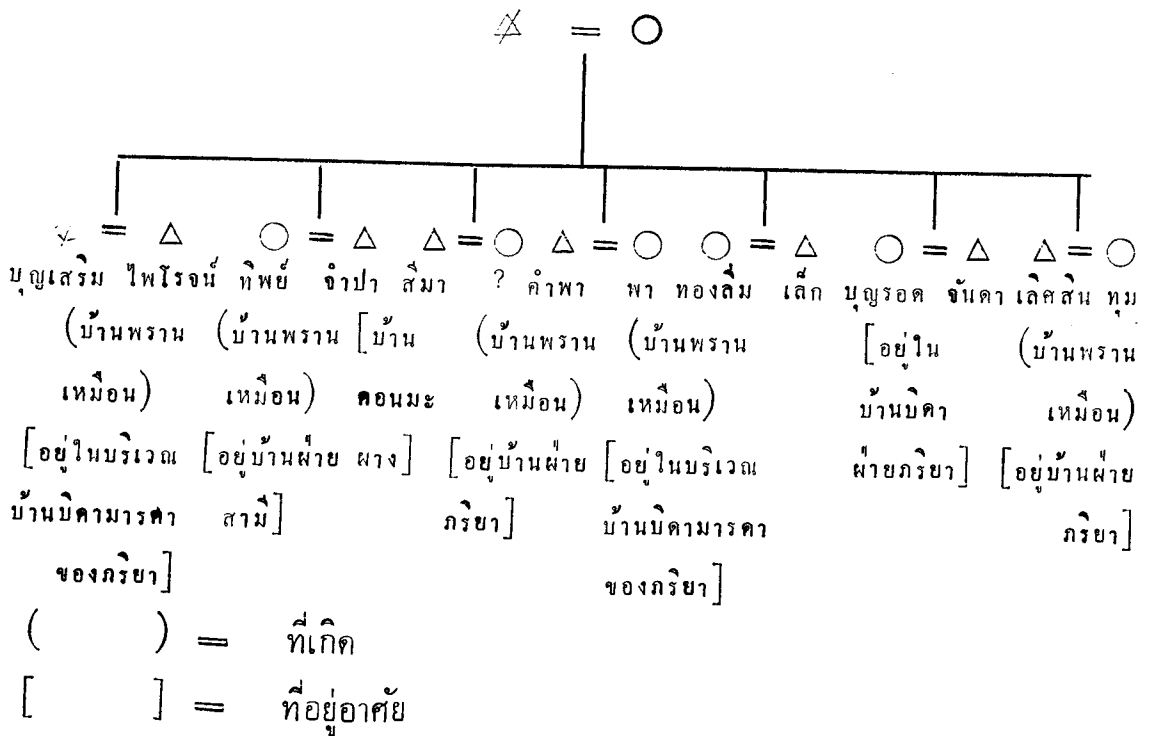 บุญเสริม ไพโรจน์ ทิพย์ จำปา สีมา ? คำพา พา ทองลิ่ม เล็ก บุญรอด จันดา เลิศสิน ทุม
(บ้านพราน (บ้านพราน [บ้าน (บ้านพราน (บ้านพราน [อยู่ใน (บ้านพราน
เหมือน) เหมือน) ดอนมะ เหมือน) เหมือน) บ้านบิดา เหมือน)
[อยู่ในบริเวณ [อยู่บ้านฝ่าย ผาง] [อยู่บ้านฝ่าย [อยู่ในบริเวณ ฝ่ายภริยา] [อยู่บ้านฝ่าย
บ้านบิดามารดา สามี] ภริยา] บ้านบิดามารดา ภริยา]
ของภริยา] ของภริยา]
( ) = ที่เกิด
[ ] = ที่อยู่อาศัย